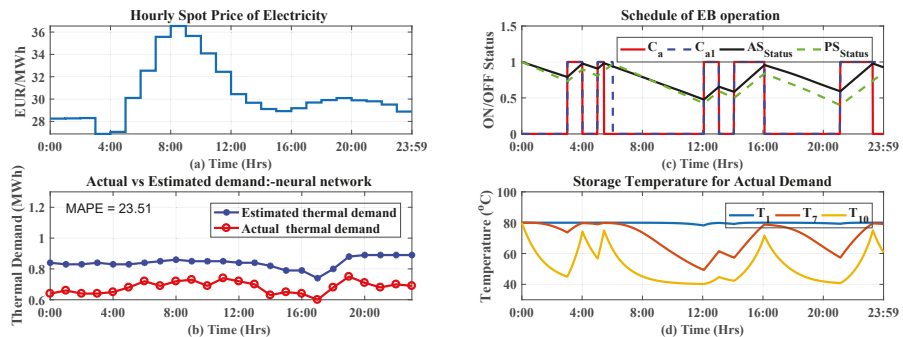 Hourly Spot Price of Electricity
EUR/MWh
36
34
32
30
28
0:00 4:00 8:00 12:00 16:00 20:00 23:59
(a) Time (Hrs)
Schedule of EB operation
ON/OFF Status
1
0.5
0
C_a C_a1 AS_Status PS_Status
0:00 4:00 8:00 12:00 16:00 20:00 23:59
(c) Time (Hrs)
Actual vs Estimated demand:-neural network
Thermal Demand (MWh)
1.2
1
0.8
0.6
MAPE = 23.51
Estimated thermal demand
Actual thermal demand
0:00 4:00 8:00 12:00 16:00 20:00
(b) Time (Hrs)
Storage Temperature for Actual Demand
Temperature (°C)
80
60
40
T_1 T_7 T_10
0:00 4:00 8:00 12:00 16:00 20:00 23:59
(d) Time (Hrs)